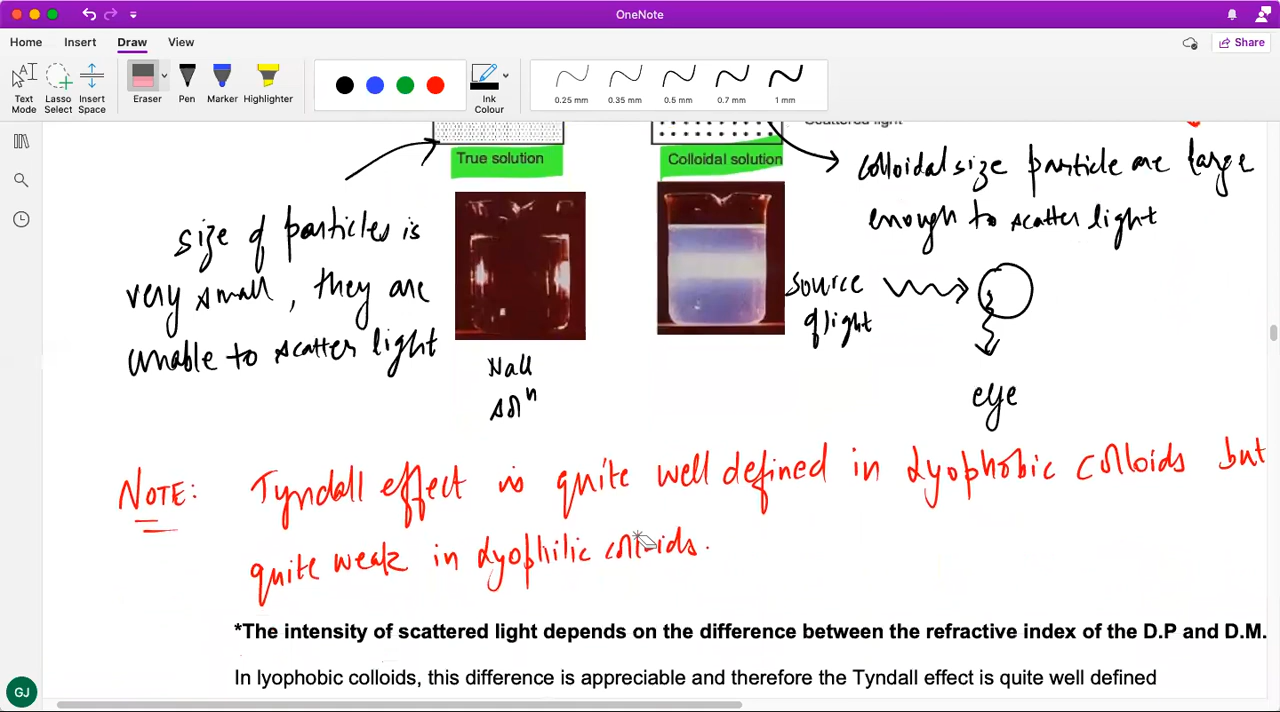 OneNote
Home Insert Draw View
Share
Text Mode
Lasso Select
Insert Space
Eraser
Pen
Marker
Highlighter
Ink Colour
0.25 mm 0.35 mm 0.5 mm 0.7 mm 1 mm
Scattered light
True solution
Colloidal solution
colloidal size particle are large
enough to scatter light
size of particles is
very small, they are
unable to scatter light
source
of light
eye
NaCl
solⁿ
NOTE: Tyndall effect is quite well defined in Lyophobic colloids but
quite weak in Lyophilic colloids.
*The intensity of scattered light depends on the difference between the refractive index of the D.P and D.M.
In lyophobic colloids, this difference is appreciable and therefore the Tyndall effect is quite well defined
GJ